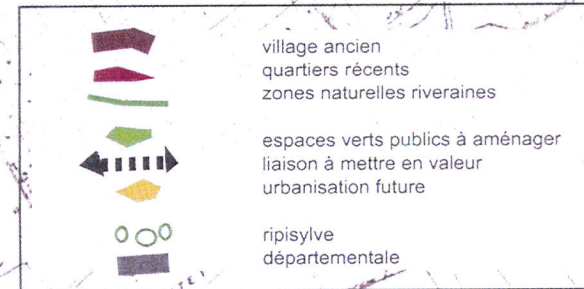 village ancien
quartiers récents
zones naturelles riveraines
espaces verts publics à aménager
liaison à mettre en valeur
urbanisation future
ripisylve
départementale